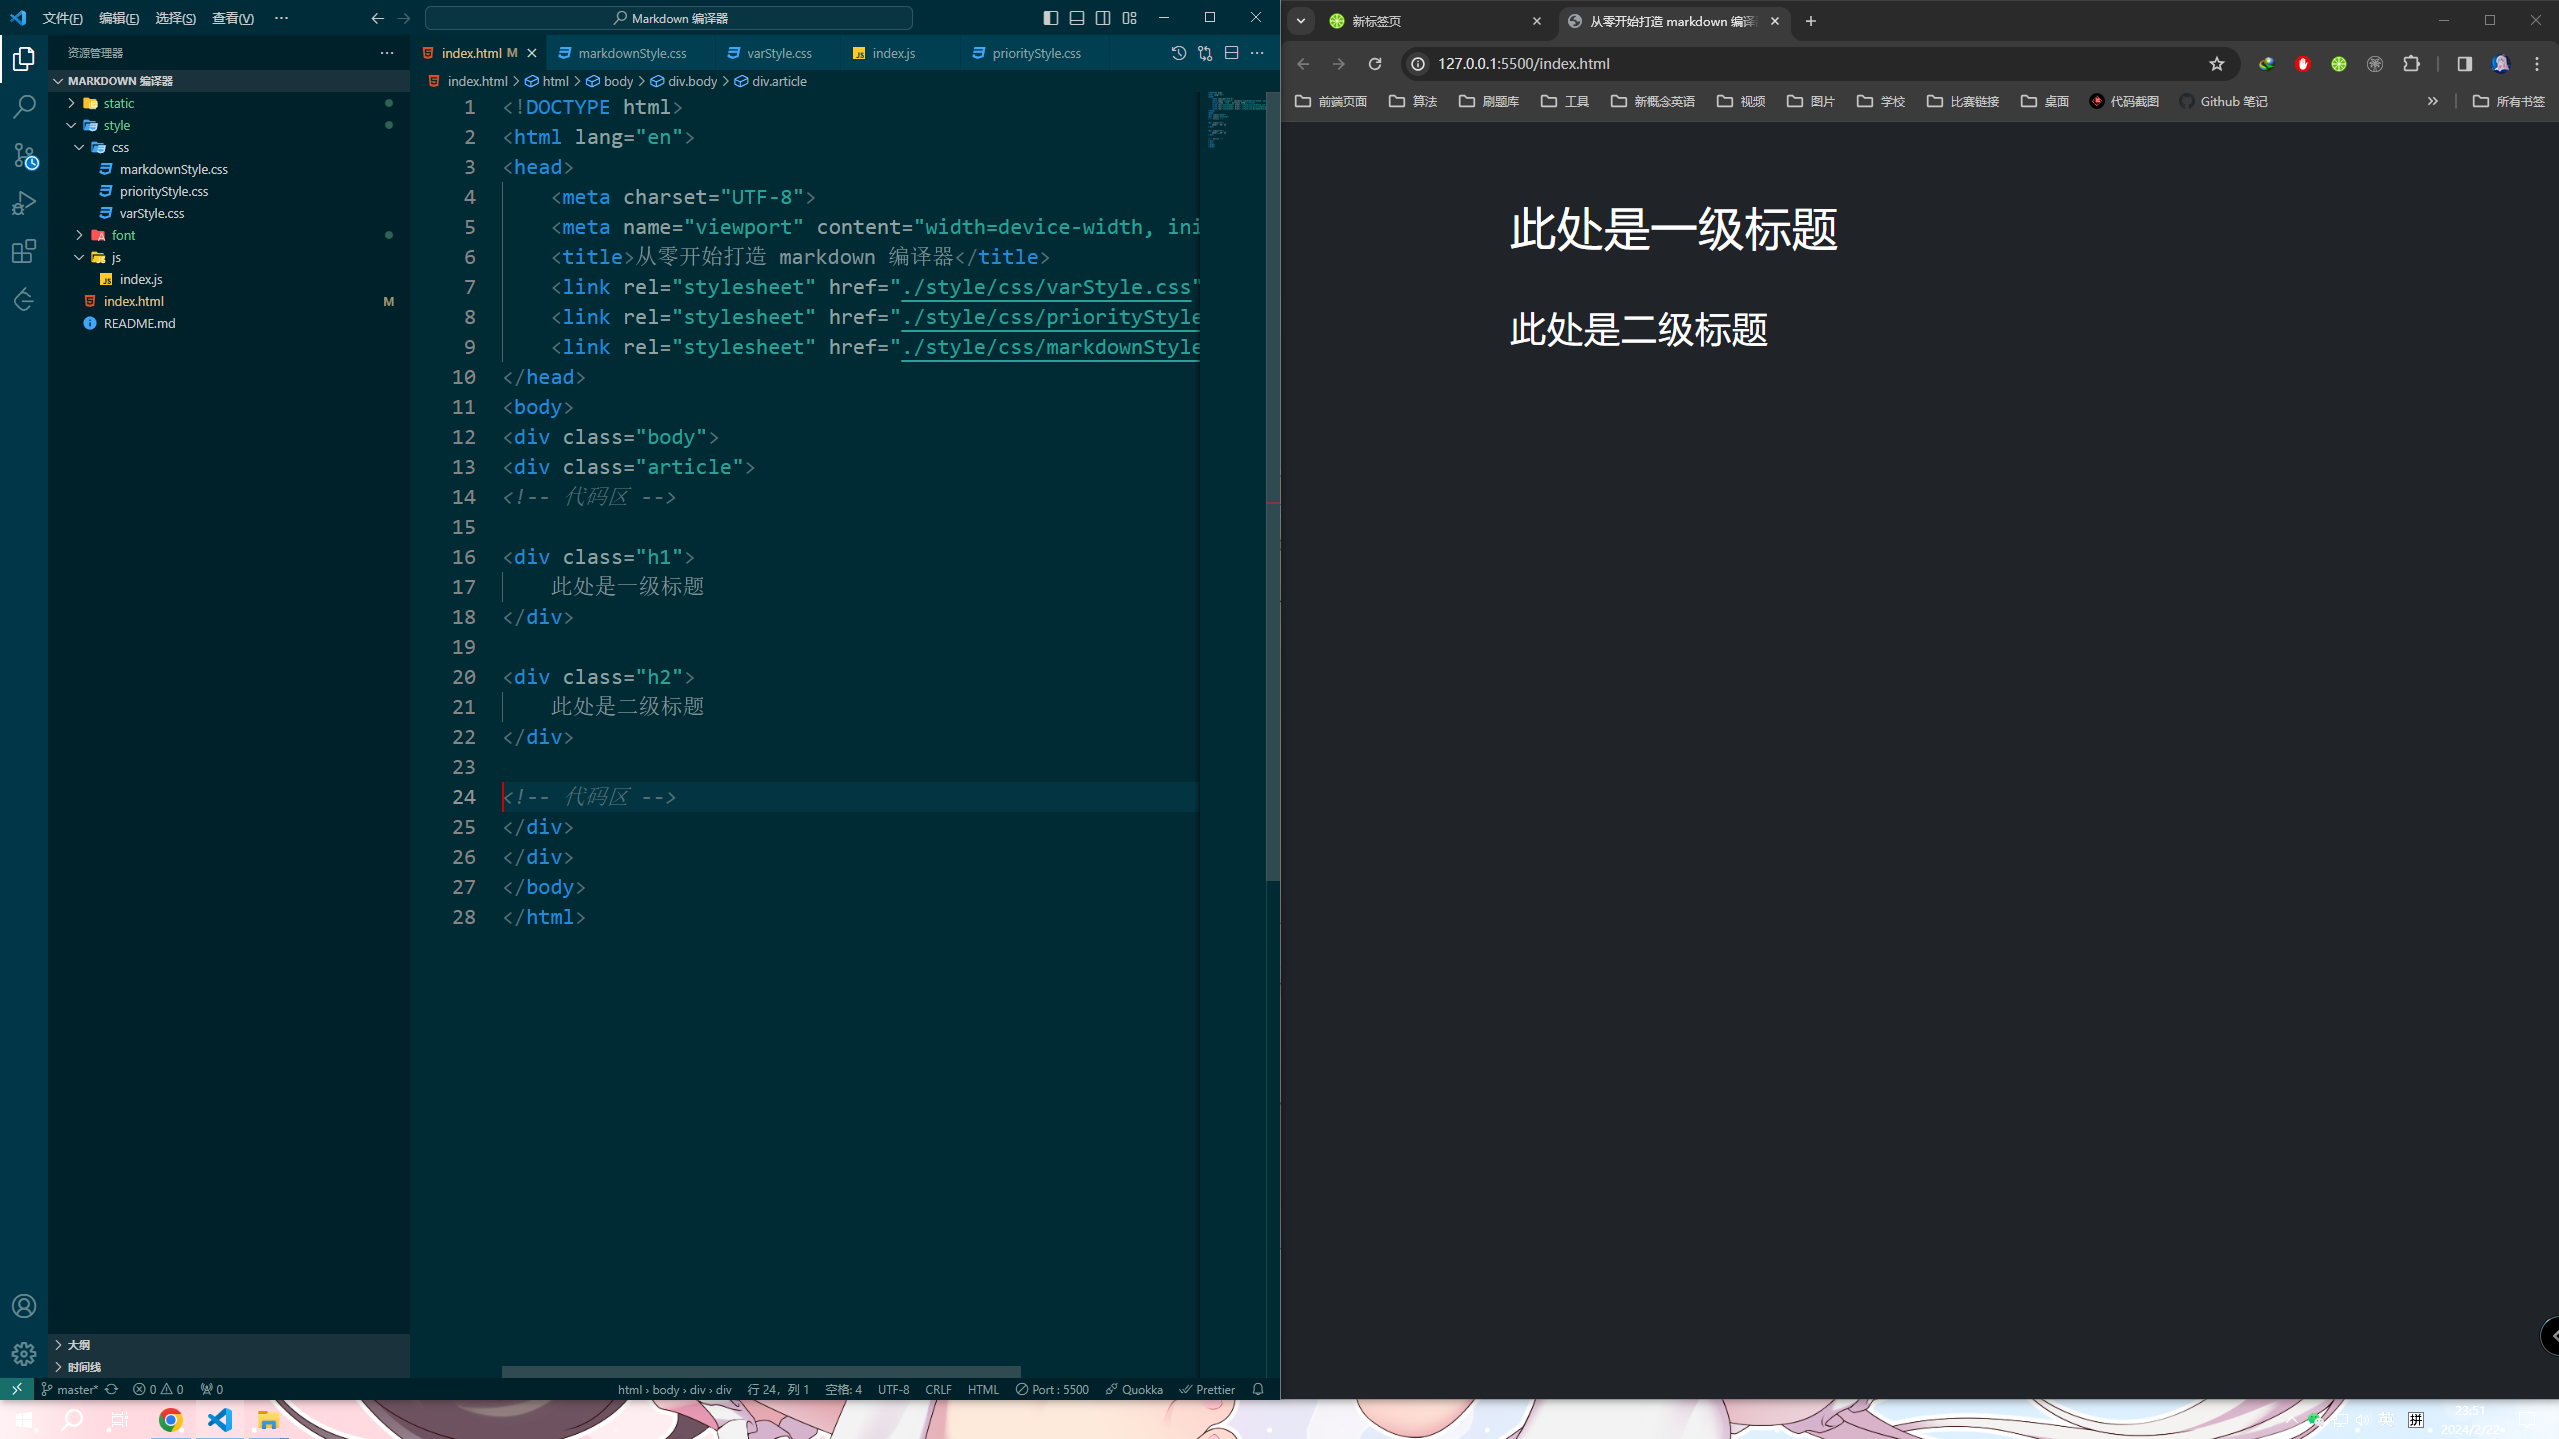 文件(F) 编辑(E) 选择(S) 查看(V) ··· Markdown 编译器
资源管理器
MARKDOWN 编译器
static
style
css
markdownStyle.css
priorityStyle.css
varStyle.css
font
js
index.js
index.html M
README.md
大纲
时间线
index.html M markdownStyle.css varStyle.css index.js priorityStyle.css
index.html > html > body > div.body > div.article
1 <!DOCTYPE html>
2 <html lang="en">
3 <head>
4 <meta charset="UTF-8">
5 <meta name="viewport" content="width=device-width, ini
6 <title>从零开始打造 markdown 编译器</title>
7 <link rel="stylesheet" href="./style/css/varStyle.css"
8 <link rel="stylesheet" href="./style/css/priorityStyle
9 <link rel="stylesheet" href="./style/css/markdownStyle
10 </head>
11 <body>
12 <div class="body">
13 <div class="article">
14 <!-- 代码区 -->
15
16 <div class="h1">
17 此处是一级标题
18 </div>
19
20 <div class="h2">
21 此处是二级标题
22 </div>
23
24 <!-- 代码区 -->
25 </div>
26 </div>
27 </body>
28 </html>
master* 0 0 0 html › body › div › div 行 24, 列 1 空格: 4 UTF-8 CRLF HTML Port : 5500 Quokka Prettier
新标签页 从零开始打造 markdown 编译
127.0.0.1:5500/index.html
前端页面 算法 刷题库 工具 新概念英语 视频 图片 学校 比赛链接 桌面 代码截图 Github 笔记 » 所有书签
此处是一级标题
此处是二级标题
英 拼 23:51
2024/2/22